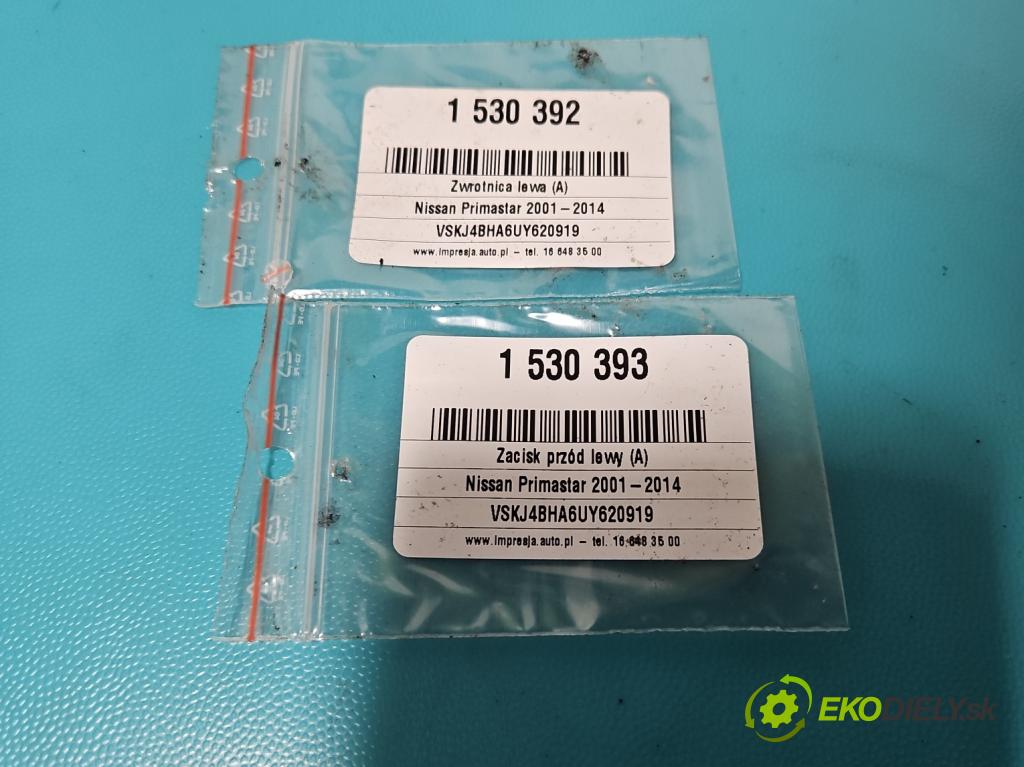 1 530 392
Zwrotnica lewa (A)
Nissan Primastar 2001–2014
VSKJ4BHA6UY620919
www.impresja.auto.pl – tel. 16 648 35 00
1 530 393
Zacisk przód lewy (A)
Nissan Primastar 2001–2014
VSKJ4BHA6UY620919
www.impresja.auto.pl – tel. 16 648 35 00
EKODIELY.sk